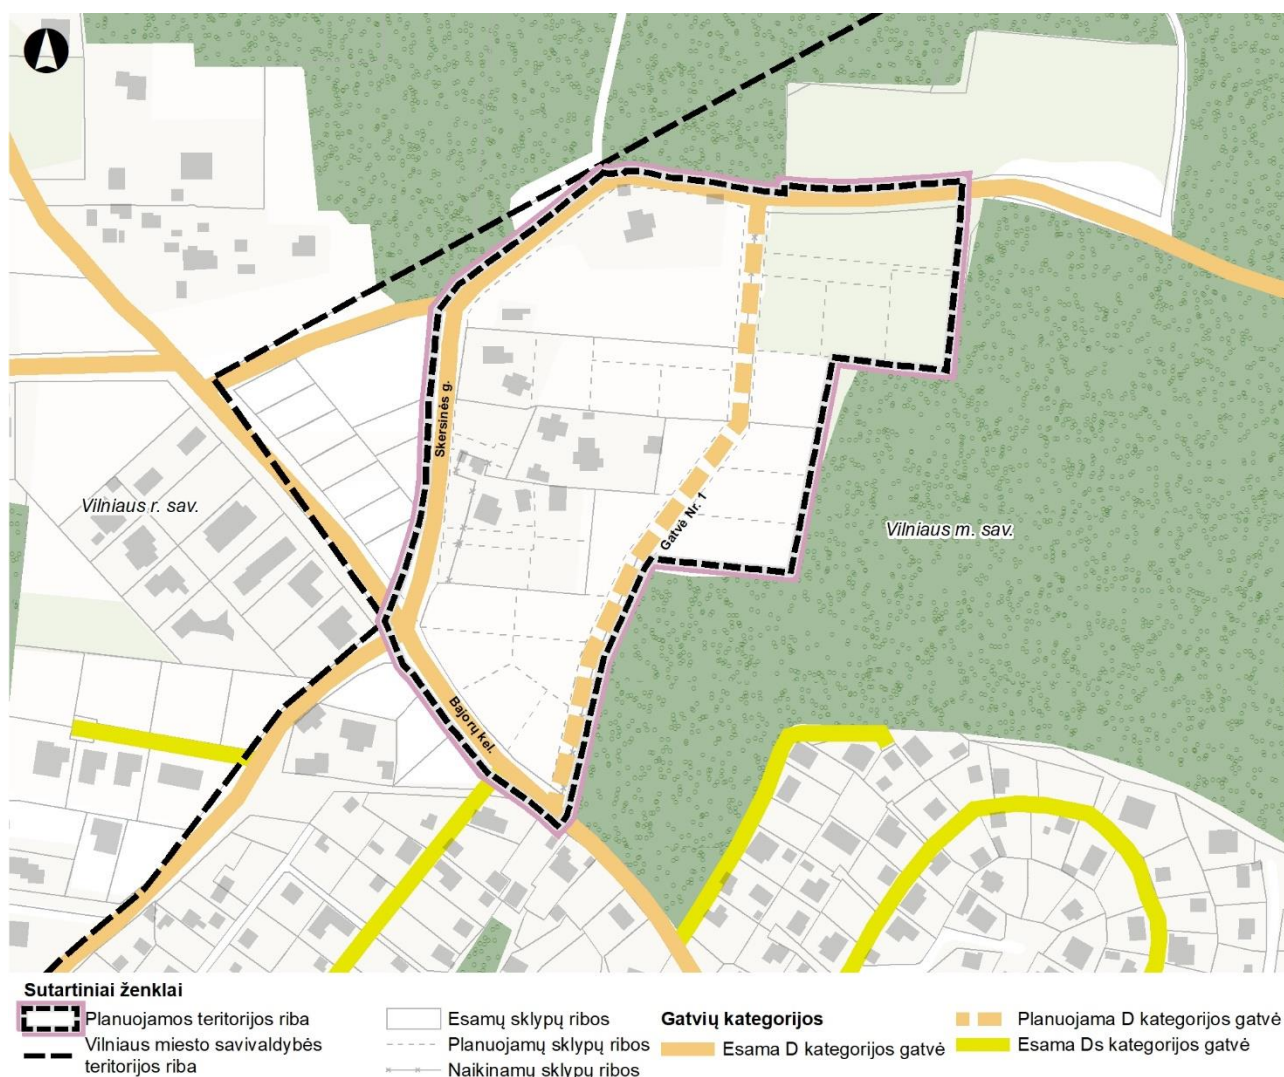 Skersinės g.
Gatvė Nr. 1
Vilniaus r. sav.
Vilniaus m. sav.
Bajorų kel.
Sutartiniai ženklai
Planuojamos teritorijos riba
Vilniaus miesto savivaldybės
teritorijos riba
Esamų sklypų ribos
Planuojamų sklypų ribos
Naikinamų sklypų ribos
Gatvių kategorijos
Esama D kategorijos gatvė
Planuojama D kategorijos gatvė
Esama Ds kategorijos gatvė